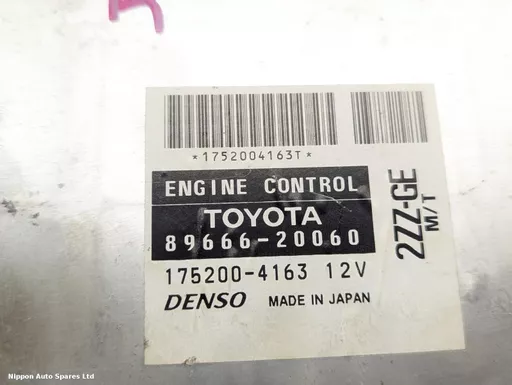 *1752004163T*
ENGINE CONTROL
TOYOTA
89666-20060
175200-4163 12V
DENSO MADE IN JAPAN
2ZZ-GE
M/T
Nippon Auto Spares Ltd